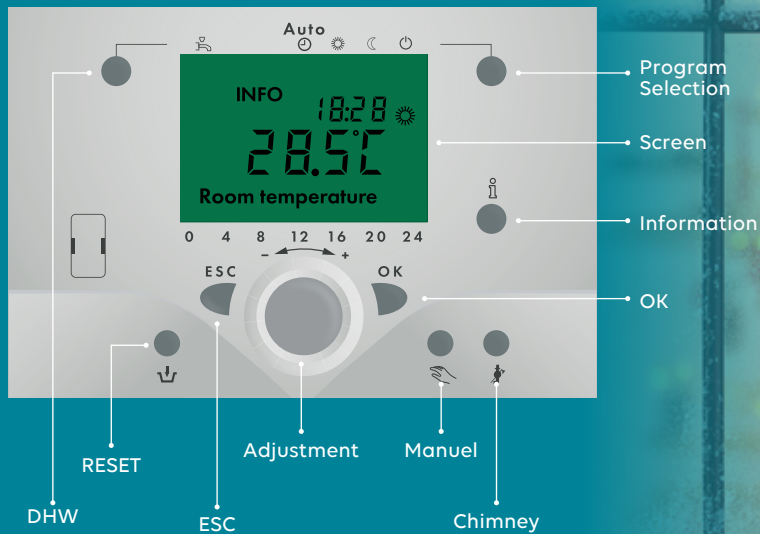 Auto
INFO
18:28
28.5°C
Room temperature
0 4 8 12 16 20 24
- +
ESC
OK
Program
Selection
Screen
Information
OK
Adjustment
Manuel
RESET
DHW
ESC
Chimney